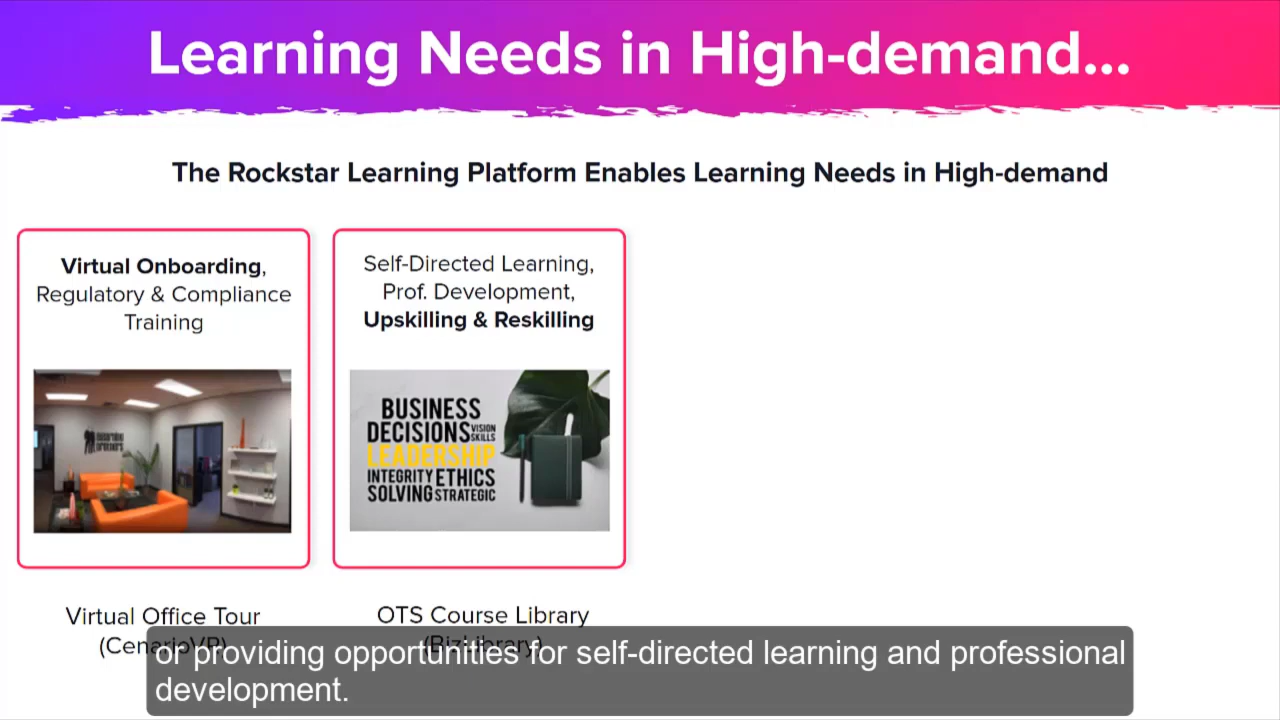 Learning Needs in High-demand...
The Rockstar Learning Platform Enables Learning Needs in High-demand
Virtual Onboarding,
Regulatory & Compliance
Training
Self-Directed Learning,
Prof. Development,
Upskilling & Reskilling
BUSINESS
DECISIONS VISION SKILLS
LEADERSHIP
INTEGRITY ETHICS
SOLVING STRATEGIC
Virtual Office Tour
(CenarioVR)
OTS Course Library
(BizLibrary)
or providing opportunities for self-directed learning and professional
development.